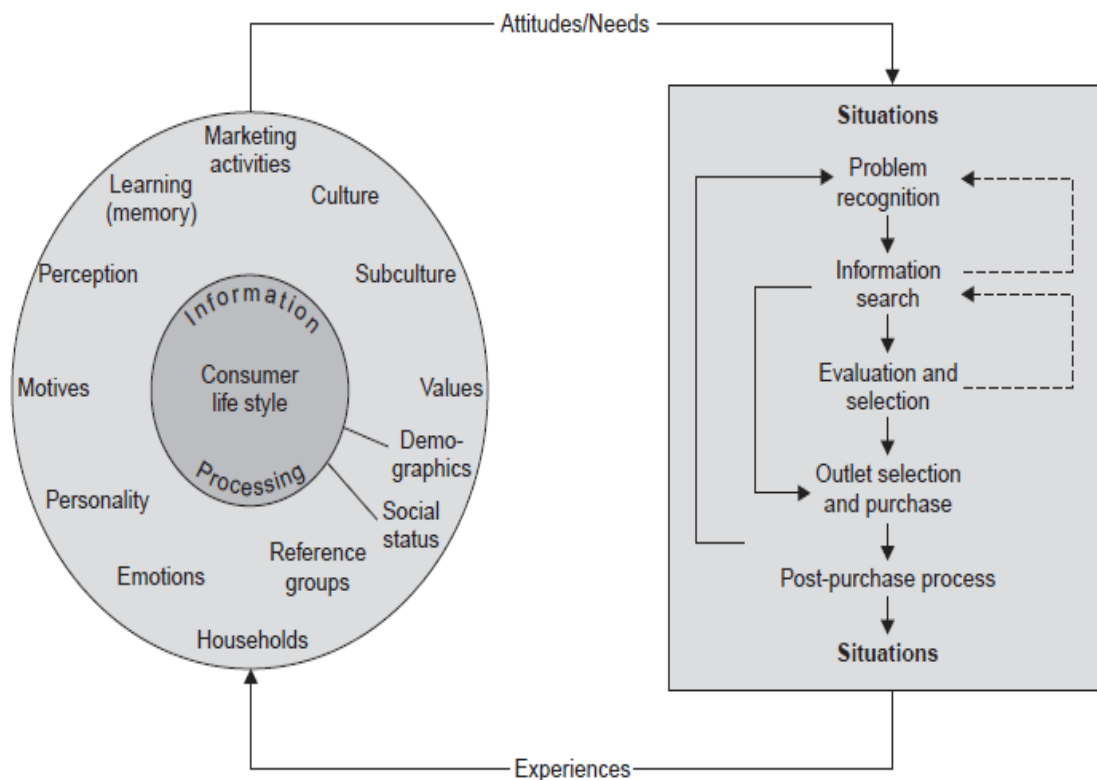 Attitudes/Needs
Marketing
activities
Learning
(memory)
Culture
Perception
Subculture
Information
Consumer
life style
Processing
Motives
Values
Demo-
graphics
Personality
Social
status
Reference
groups
Emotions
Households
Situations
Problem
recognition
Information
search
Evaluation and
selection
Outlet selection
and purchase
Post-purchase process
Situations
Experiences